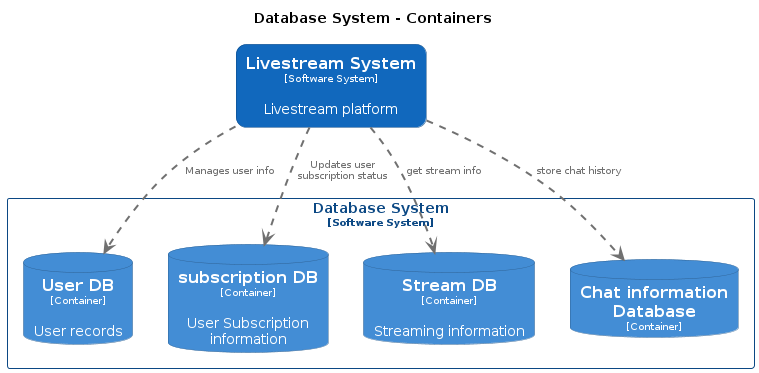 Database System - Containers
Livestream System
[Software System]
Livestream platform
Manages user info
Updates user
subscription status
get stream info
store chat history
Database System
[Software System]
User DB
[Container]
User records
subscription DB
[Container]
User Subscription
information
Stream DB
[Container]
Streaming information
Chat information
Database
[Container]